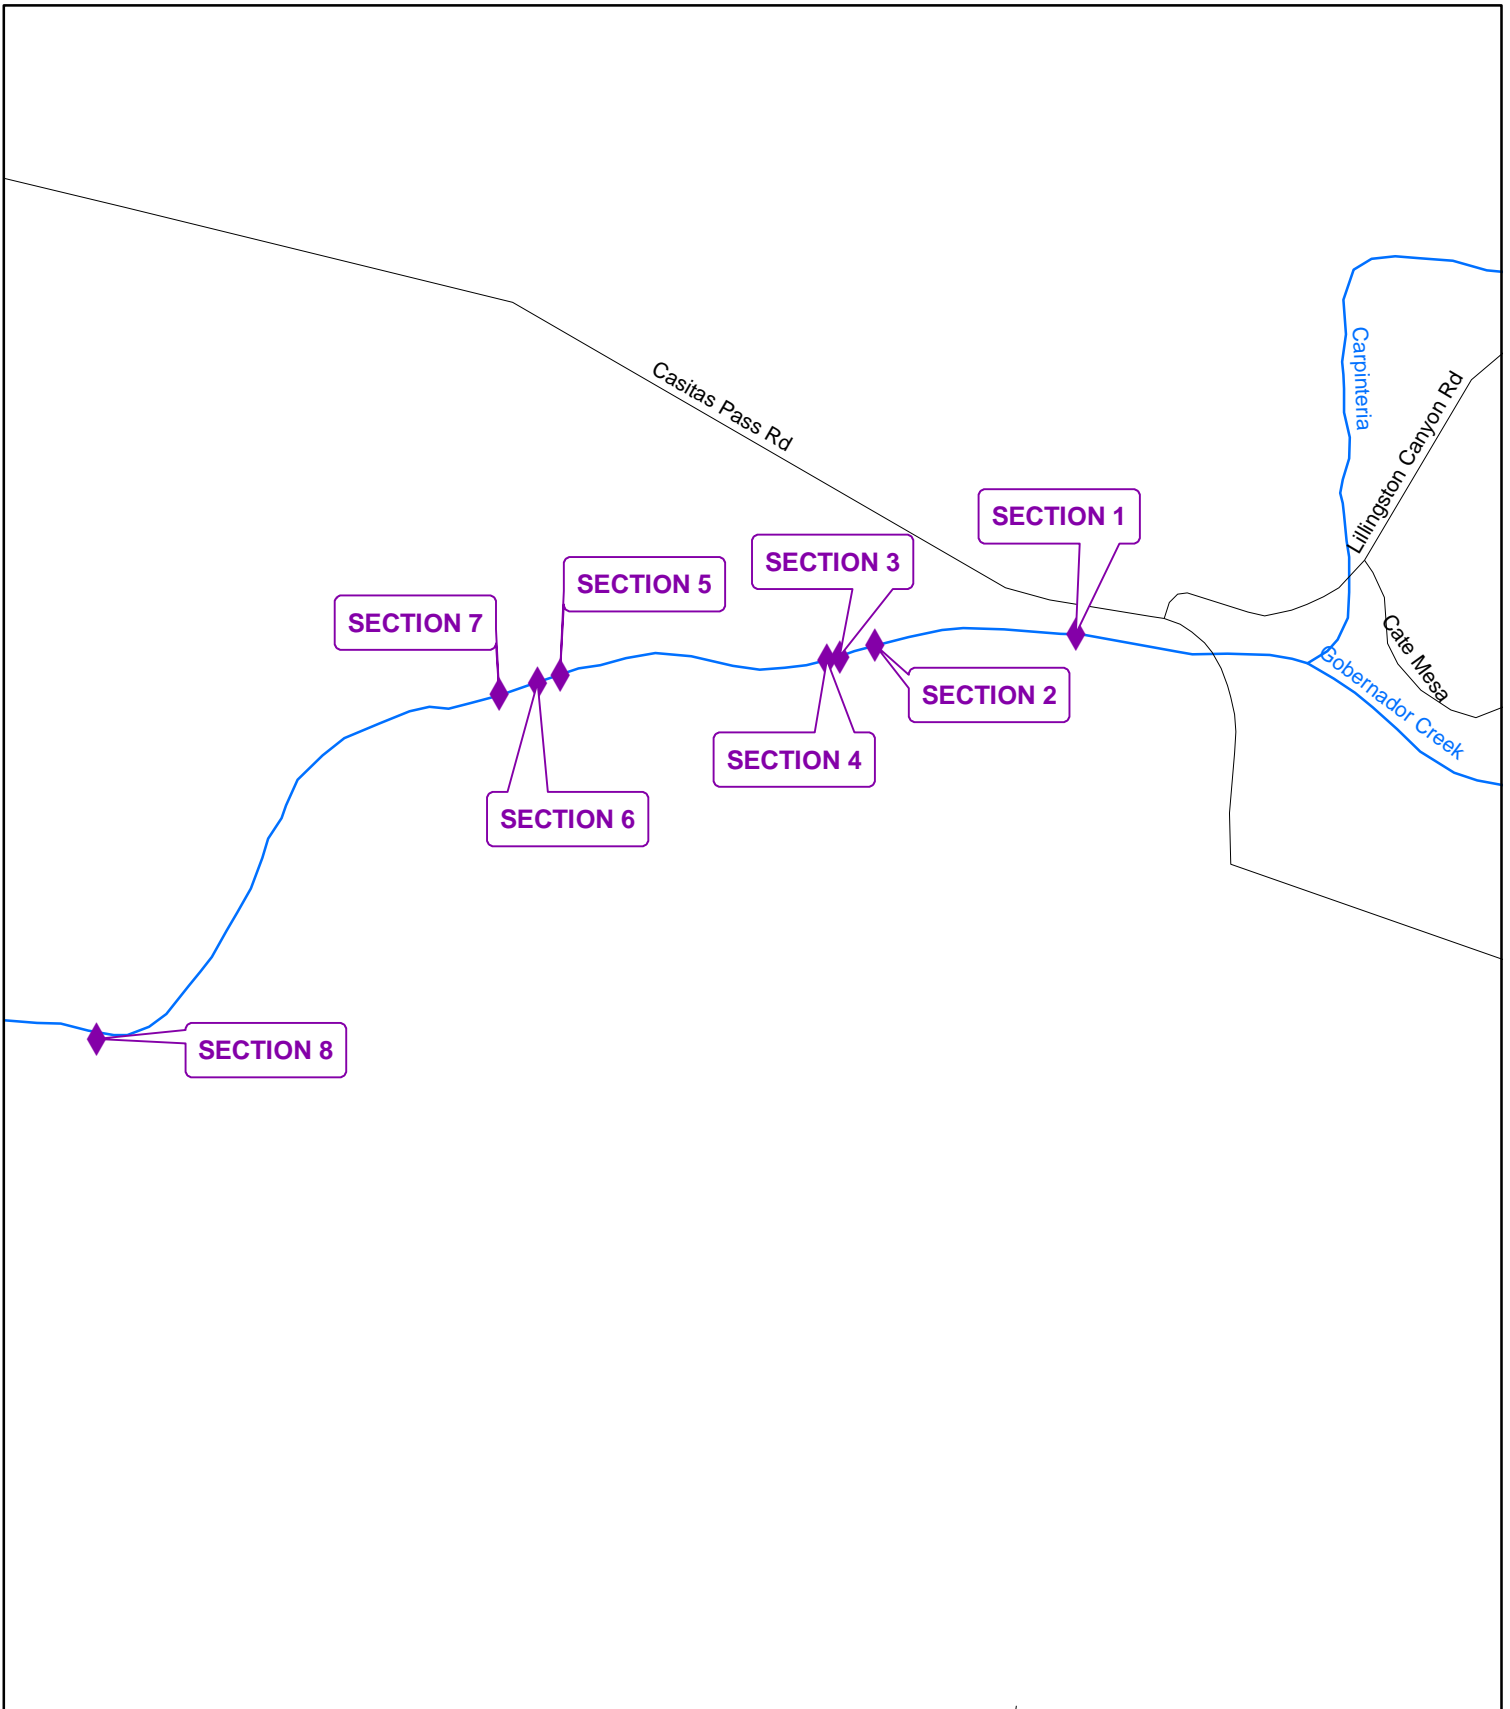 Carpinteria
Casitas Pass Rd
Lillingston Canyon Rd
SECTION 1
SECTION 3
SECTION 5
SECTION 7
Cate Mesa
Gobernador Creek
SECTION 2
SECTION 4
SECTION 6
SECTION 8